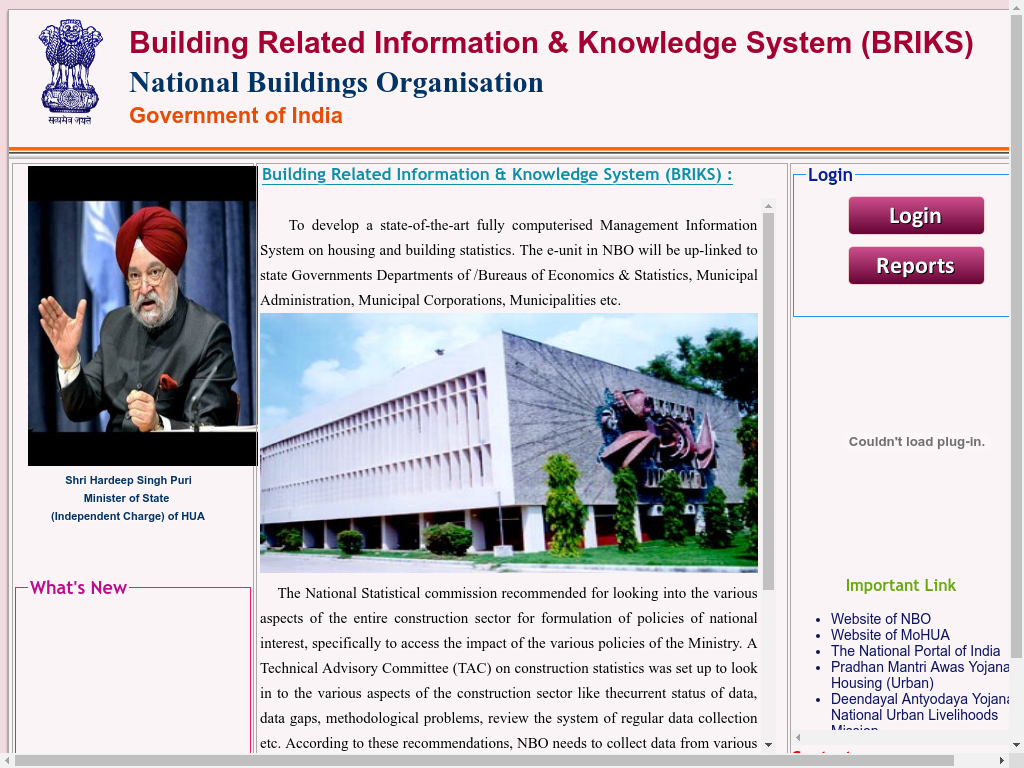 Building Related Information & Knowledge System (BRIKS)
National Buildings Organisation
Government of India
सत्यमेव जयते
Shri Hardeep Singh Puri
Minister of State
(Independent Charge) of HUA
What's New
Building Related Information & Knowledge System (BRIKS) :
To develop a state-of-the-art fully computerised Management Information
System on housing and building statistics. The e-unit in NBO will be up-linked to
state Governments Departments of /Bureaus of Economics & Statistics, Municipal
Administration, Municipal Corporations, Municipalities etc.
The National Statistical commission recommended for looking into the various
aspects of the entire construction sector for formulation of policies of national
interest, specifically to access the impact of the various policies of the Ministry. A
Technical Advisory Committee (TAC) on construction statistics was set up to look
in to the various aspects of the construction sector like thecurrent status of data,
data gaps, methodological problems, review the system of regular data collection
etc. According to these recommendations, NBO needs to collect data from various
Login
Login
Reports
Couldn't load plug-in.
Important Link
Website of NBO
Website of MoHUA
The National Portal of India
Pradhan Mantri Awas Yojana
Housing (Urban)
Deendayal Antyodaya Yojana
National Urban Livelihoods
Mission